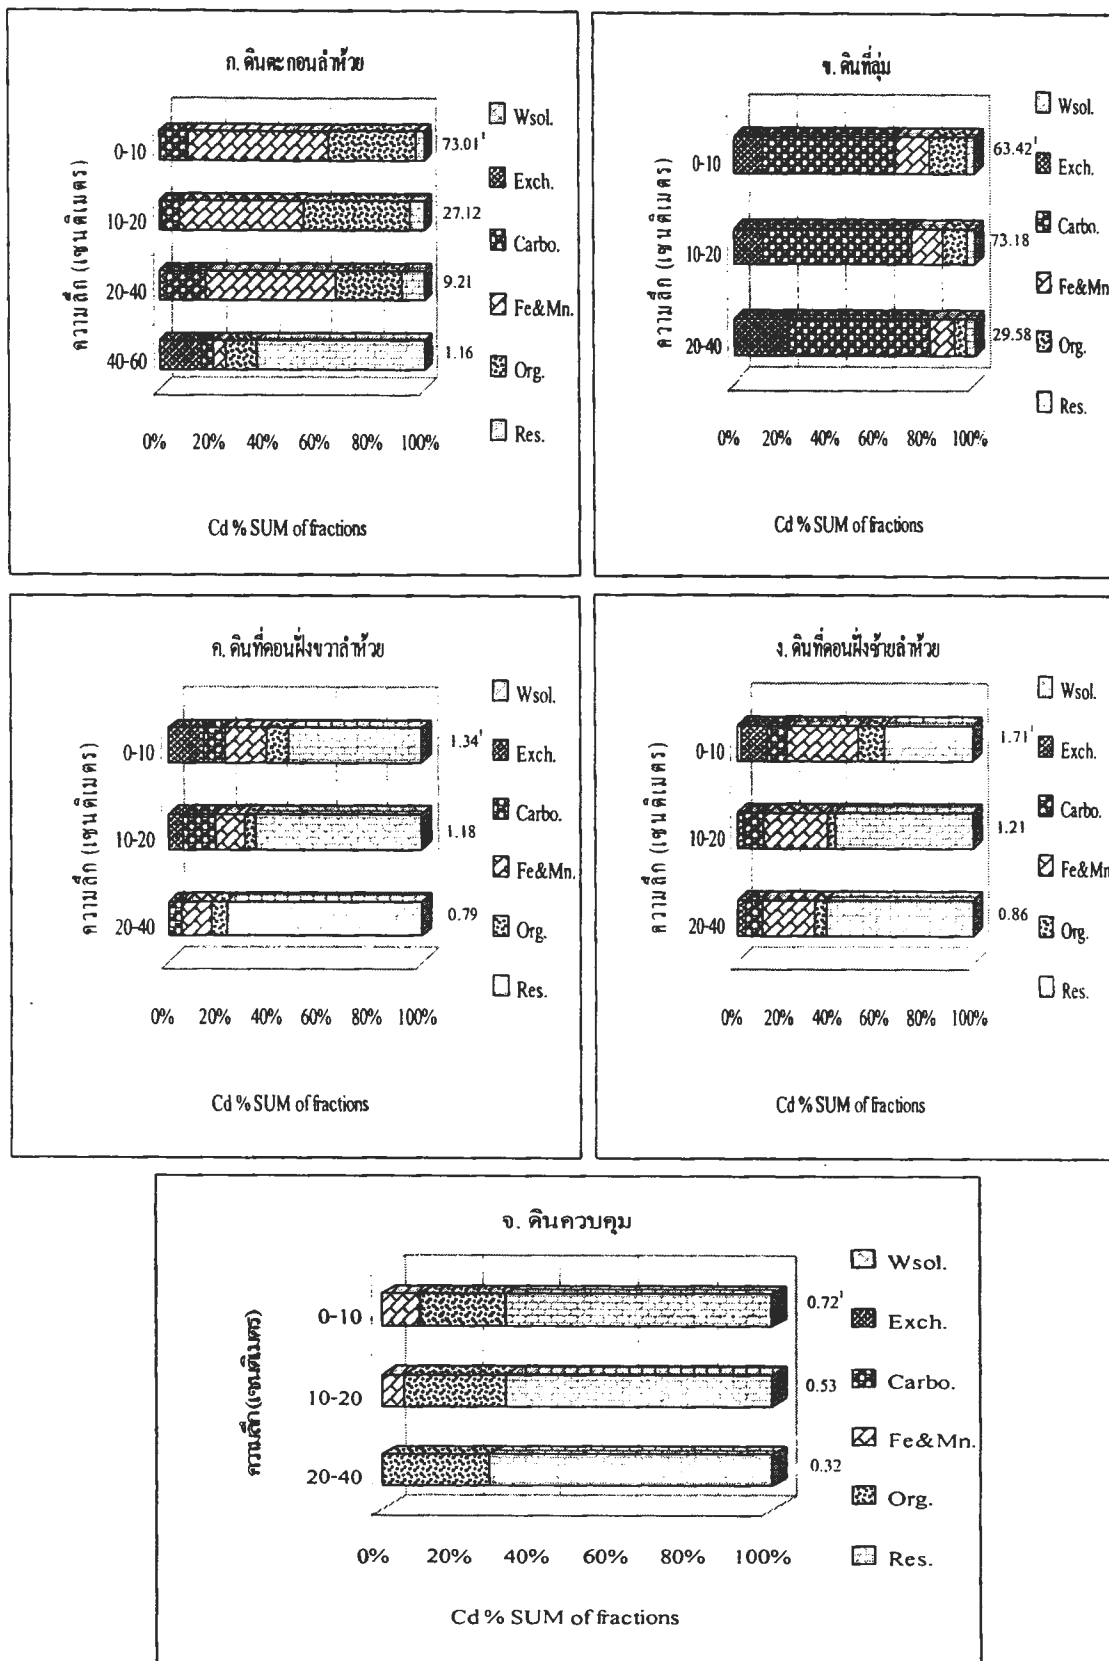 ก. ดินตะกอนลำห้วย
ความลึก (เซนติเมตร)
0-10
10-20
20-40
40-60
73.01¹
27.12
9.21
1.16
0% 20% 40% 60% 80% 100%
Cd % SUM of fractions
Wsol.
Exch.
Carbo.
Fe&Mn.
Org.
Res.
ข. ดินที่ลุ่ม
ความลึก (เซนติเมตร)
0-10
10-20
20-40
63.42¹
73.18
29.58
0% 20% 40% 60% 80% 100%
Cd % SUM of fractions
Wsol.
Exch.
Carbo.
Fe&Mn
Org.
Res.
ค. ดินที่ดอนฝั่งขวาลำห้วย
ความลึก (เซนติเมตร)
0-10
10-20
20-40
1.34¹
1.18
0.79
0% 20% 40% 60% 80% 100%
Cd % SUM of fractions
Wsol.
Exch.
Carbo.
Fe&Mn.
Org.
Res.
ง. ดินที่ดอนฝั่งซ้ายลำห้วย
ความลึก (เซนติเมตร)
0-10
10-20
20-40
1.71¹
1.21
0.86
0% 20% 40% 60% 80% 100%
Cd % SUM of fractions
Wsol.
Exch.
Carbo.
Fe&Mn
Org.
Res.
จ. ดินควบคุม
ความลึก (เซนติเมตร)
0-10
10-20
20-40
0.72¹
0.53
0.32
0% 20% 40% 60% 80% 100%
Cd % SUM of fractions
Wsol.
Exch.
Carbo.
Fe&Mn.
Org.
Res.